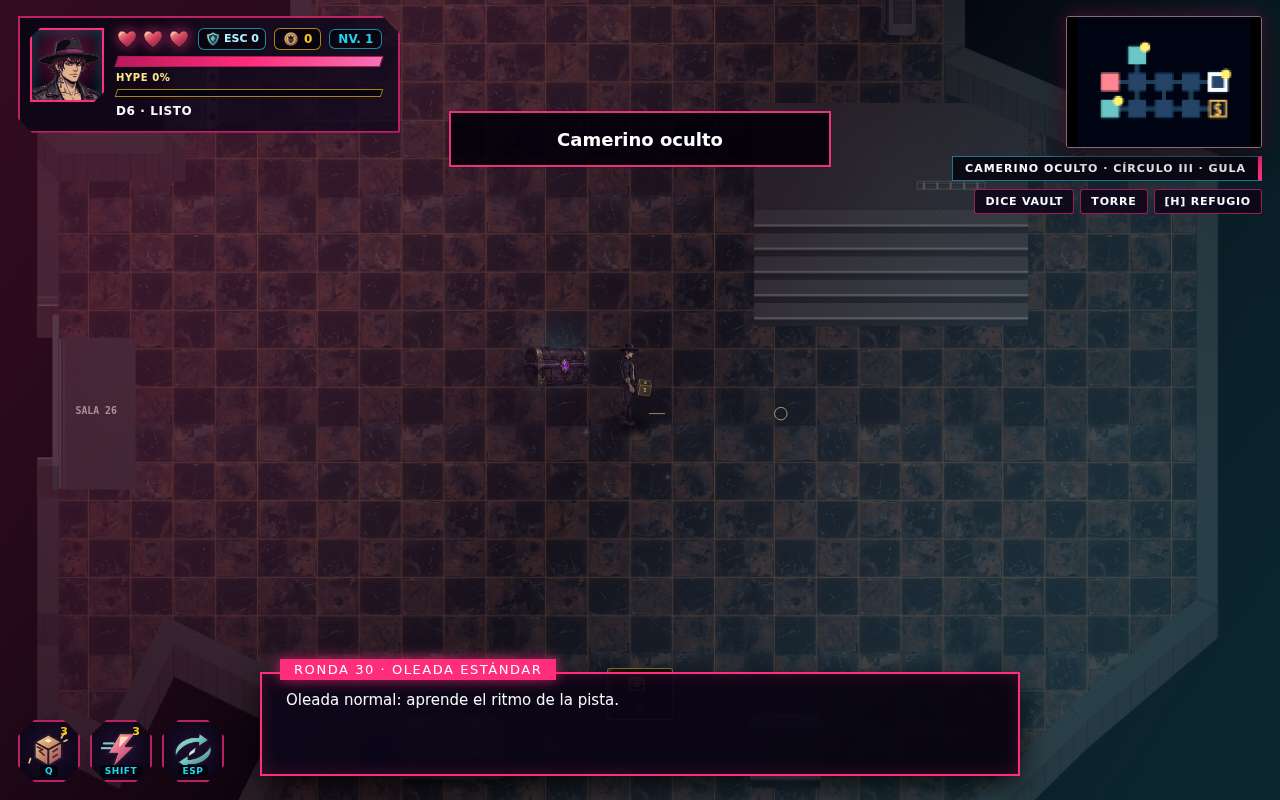 ESC 0
0
NV. 1
HYPE 0%
D6 · LISTO
Camerino oculto
$
CAMERINO OCULTO · CÍRCULO III · GULA
DICE VAULT
TORRE
[H] REFUGIO
SALA 26
RONDA 30 · OLEADA ESTÁNDAR
Oleada normal: aprende el ritmo de la pista.
3
Q
3
SHIFT
ESP